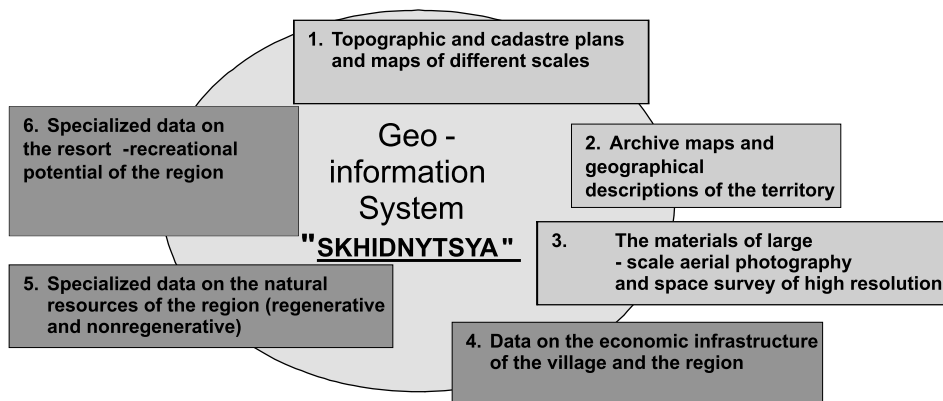 1. Topographic and cadastre plans
and maps of different scales
6. Specialized data on
the resort -recreational
potential of the region
Geo -
information
System
"SKHIDNYTSYA"
2. Archive maps and
geographical
descriptions of the territory
3. The materials of large
- scale aerial photography
and space survey of high resolution
5. Specialized data on the natural
resources of the region (regenerative
and nonregenerative)
4. Data on the economic infrastructure
of the village and the region